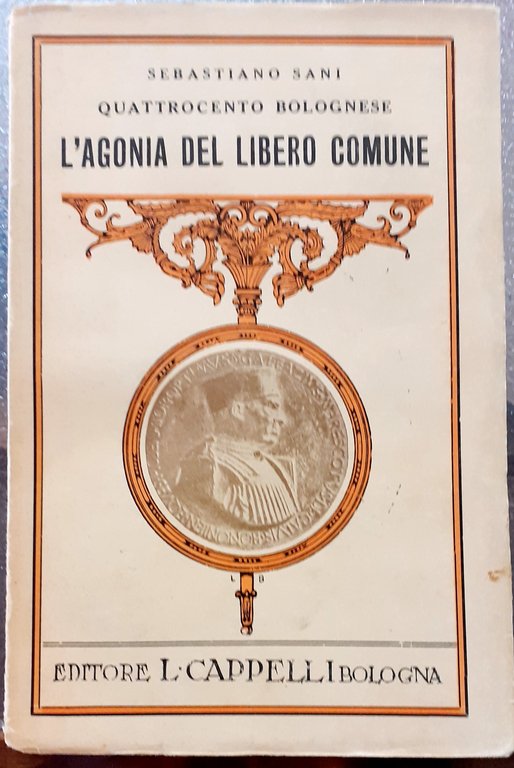 SEBASTIANO SANI
QUATTROCENTO BOLOGNESE
L'AGONIA DEL LIBERO COMUNE
L B
EDITORE L·CAPPELLI BOLOGNA